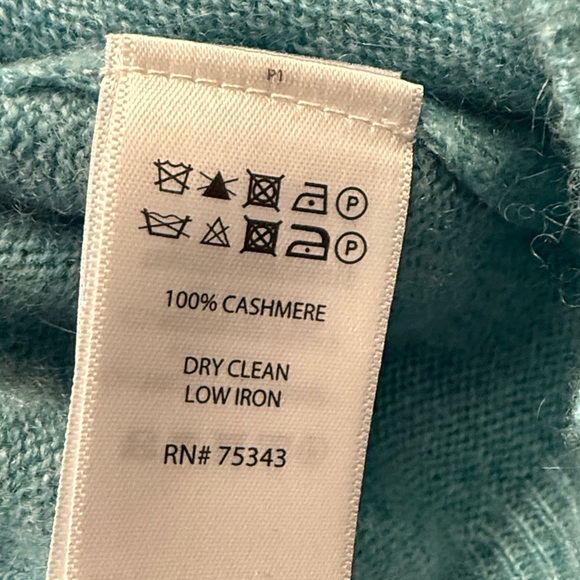 P1
P
P
100% CASHMERE
DRY CLEAN
LOW IRON
RN# 75343